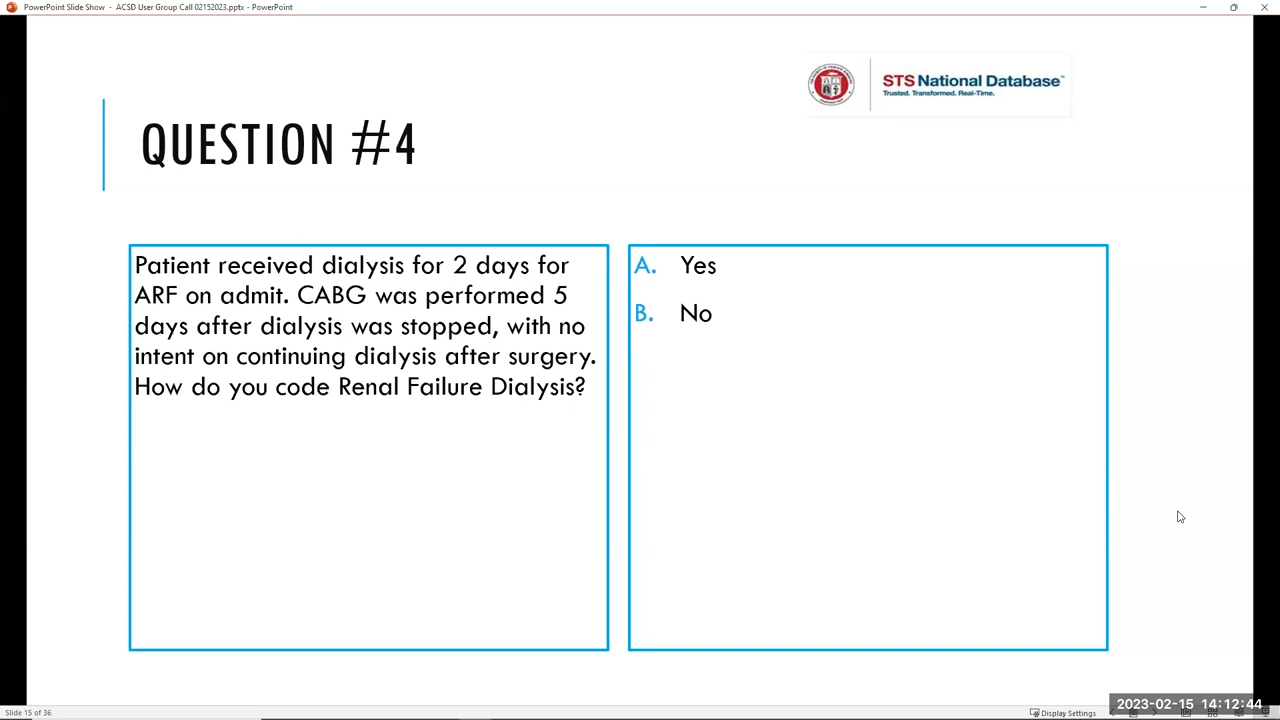 PowerPoint Slide Show - ACSD User Group Call 02152023.pptx - PowerPoint
STS National Database™
Trusted. Transformed. Real-Time.
QUESTION #4
Patient received dialysis for 2 days for
ARF on admit. CABG was performed 5
days after dialysis was stopped, with no
intent on continuing dialysis after surgery.
How do you code Renal Failure Dialysis?
A. Yes
B. No
2023-02-15 14:12:44
Slide 15 of 36
Display Settings